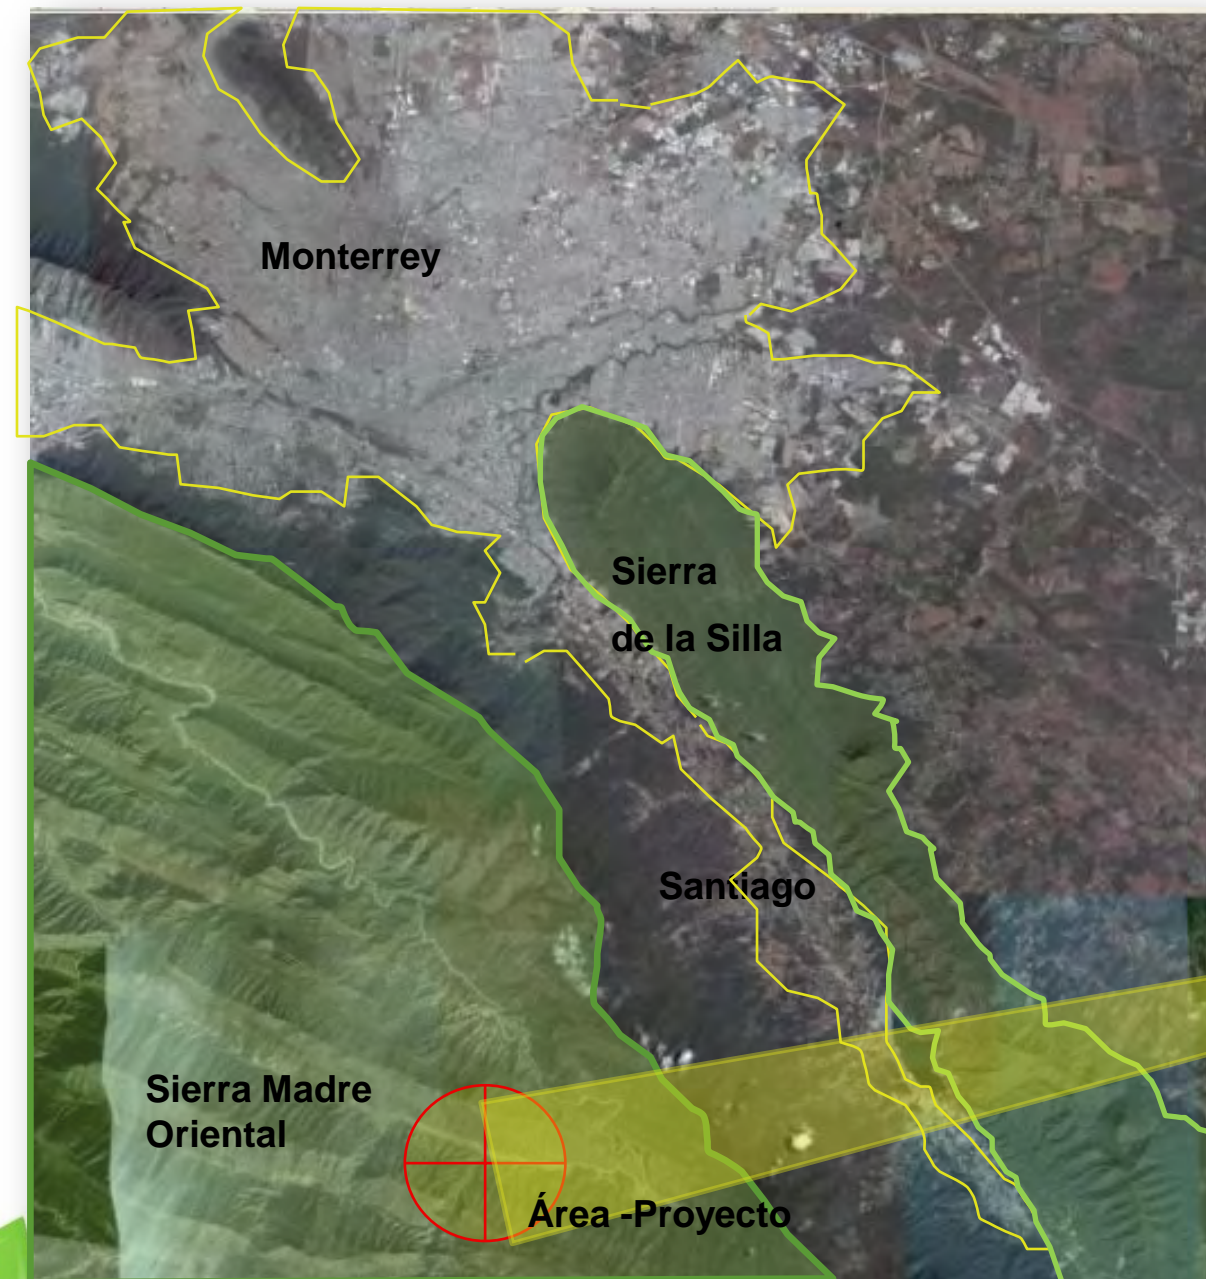 Monterrey
Sierra
de la Silla
Santiago
Sierra Madre
Oriental
Área -Proyecto